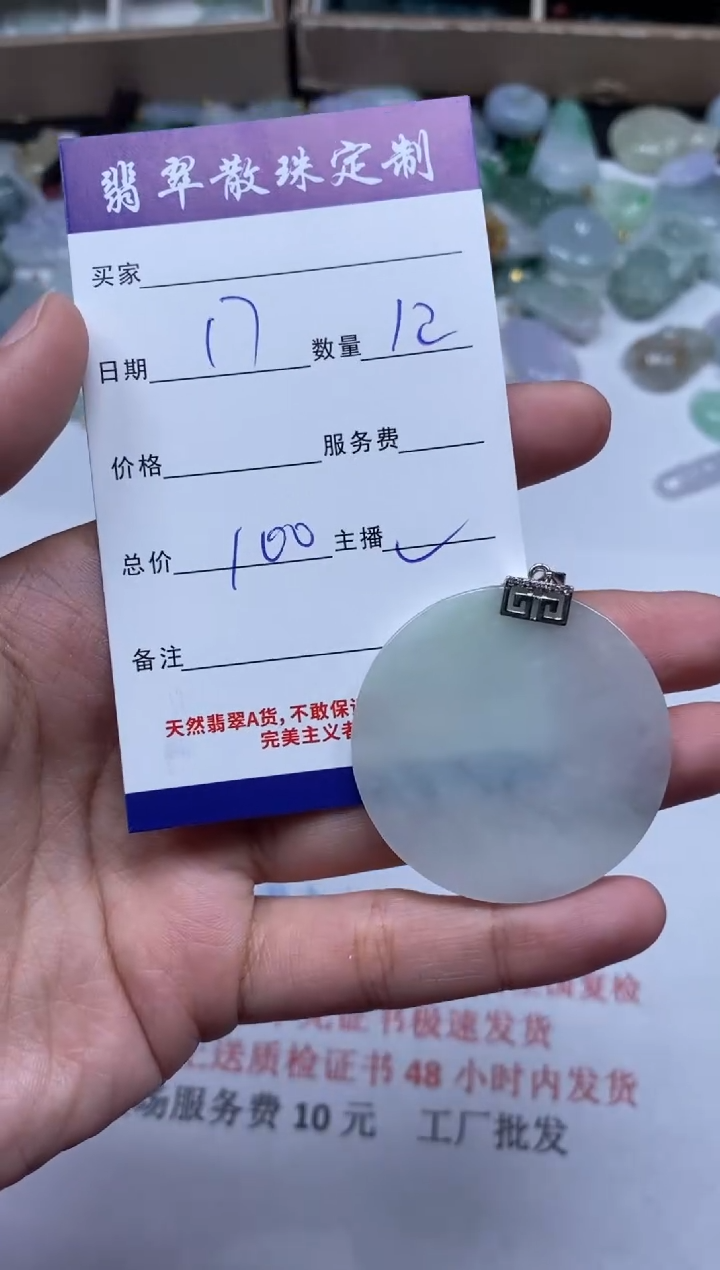 翡翠散珠定制
买家
日期 17 数量 12
价格 服务费
总价 100 主播 ✓
备注
天然翡翠A货,不敢保
完美主义者
复检
证书极速发货
送质检证书 48 小时内发货
场服务费 10 元 工厂批发